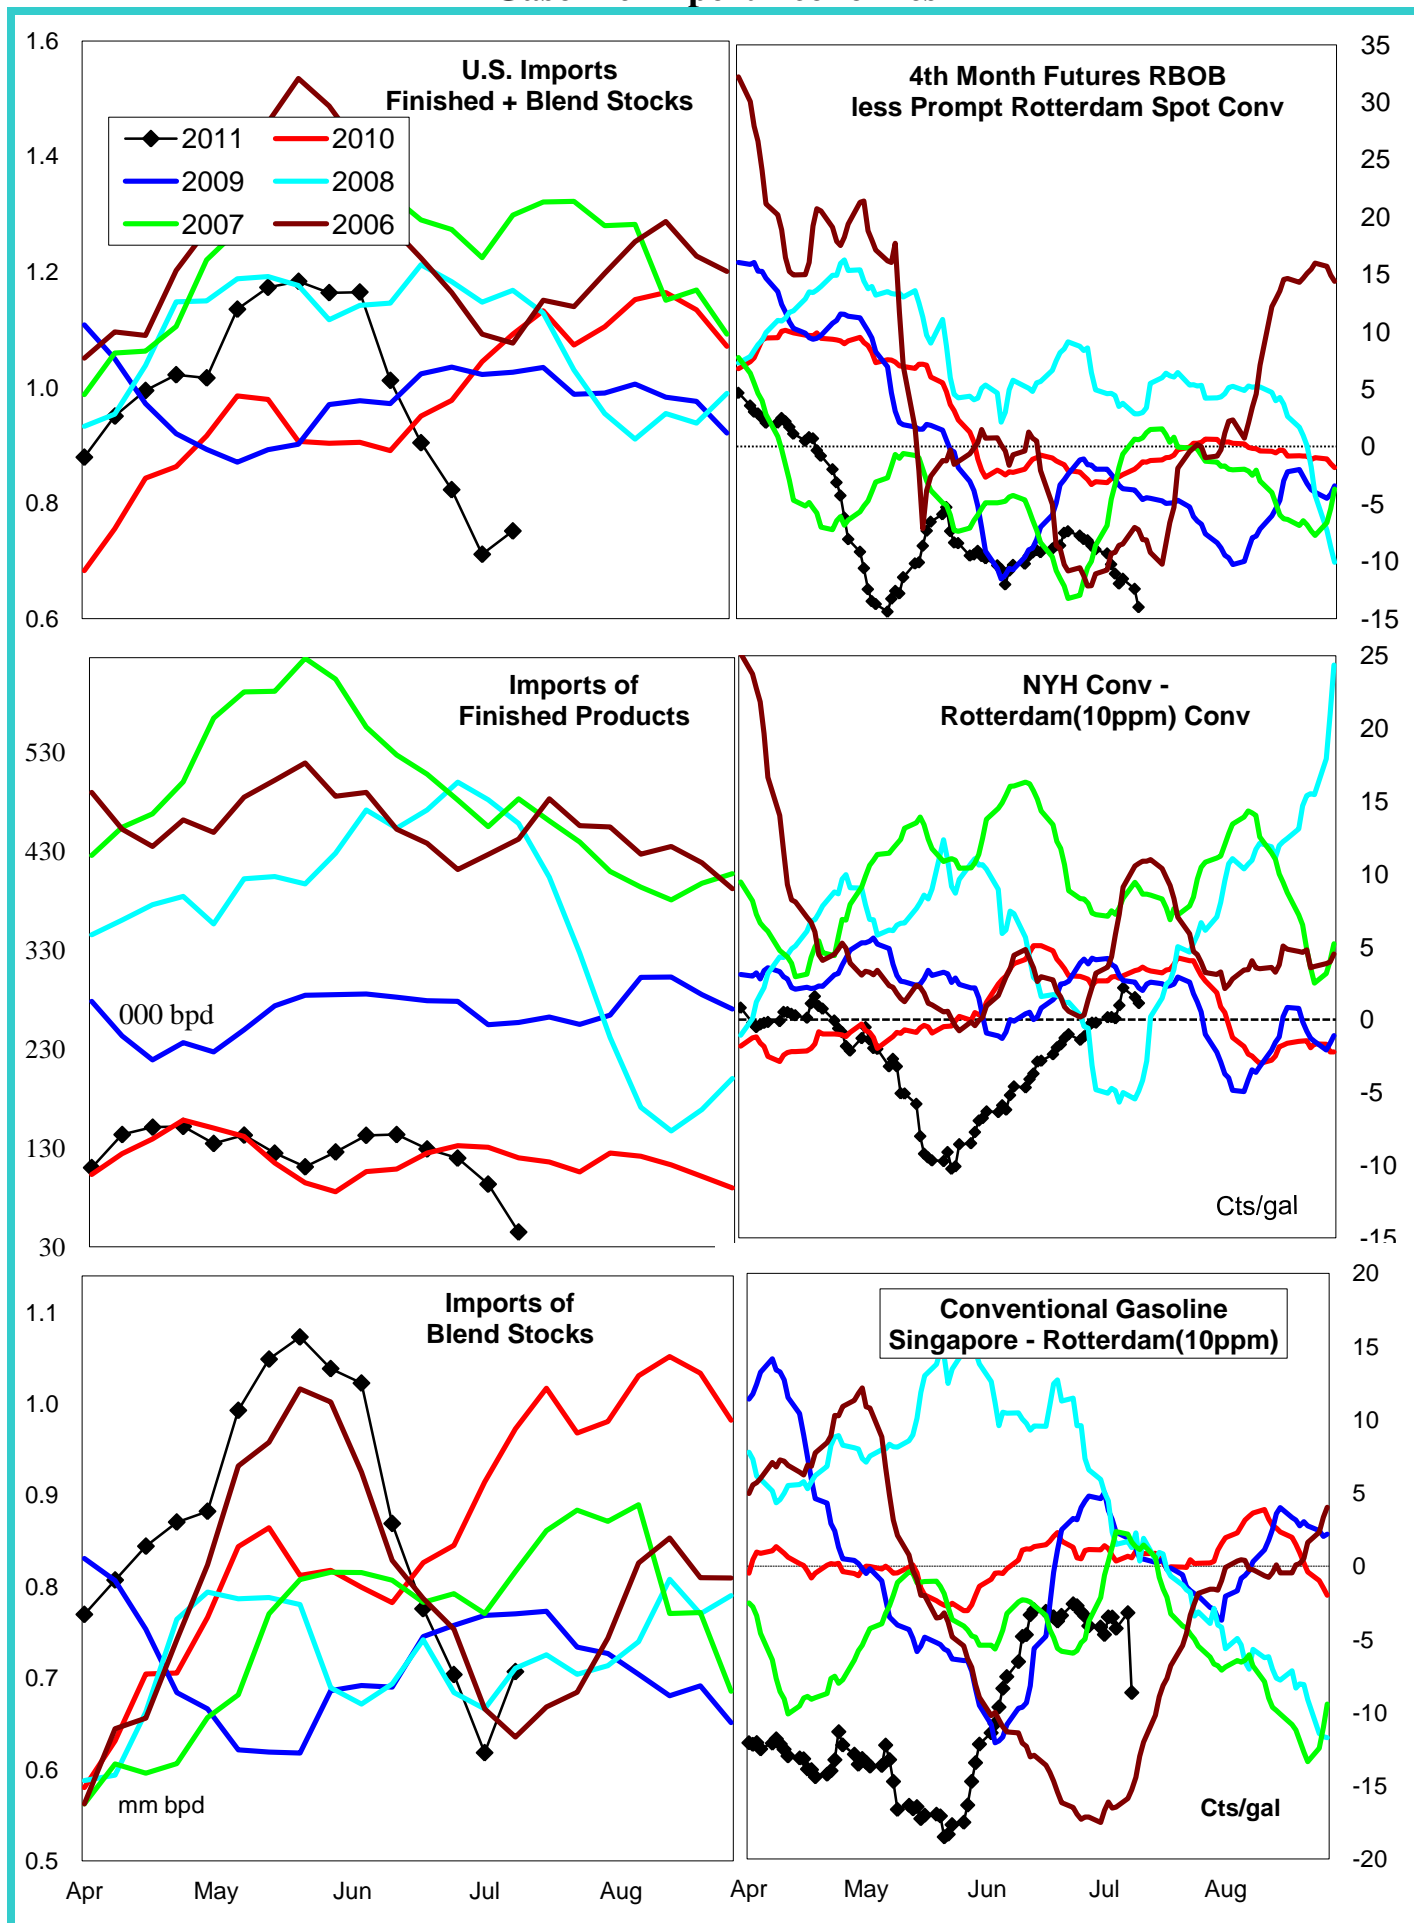 U.S. Imports
Finished + Blend Stocks
2011
2010
2009
2008
2007
2006
1.6
1.4
1.2
1.0
0.8
0.6
4th Month Futures RBOB
less Prompt Rotterdam Spot Conv
35
30
25
20
15
10
5
0
-5
-10
-15
Imports of
Finished Products
530
430
330
230
130
30
000 bpd
NYH Conv -
Rotterdam(10ppm) Conv
25
20
15
10
5
0
-5
-10
-15
Cts/gal
Imports of
Blend Stocks
1.1
1.0
0.9
0.8
0.7
0.6
0.5
mm bpd
Apr
May
Jun
Jul
Aug
Conventional Gasoline
Singapore - Rotterdam(10ppm)
20
15
10
5
0
-5
-10
-15
-20
Cts/gal
Apr
May
Jun
Jul
Aug